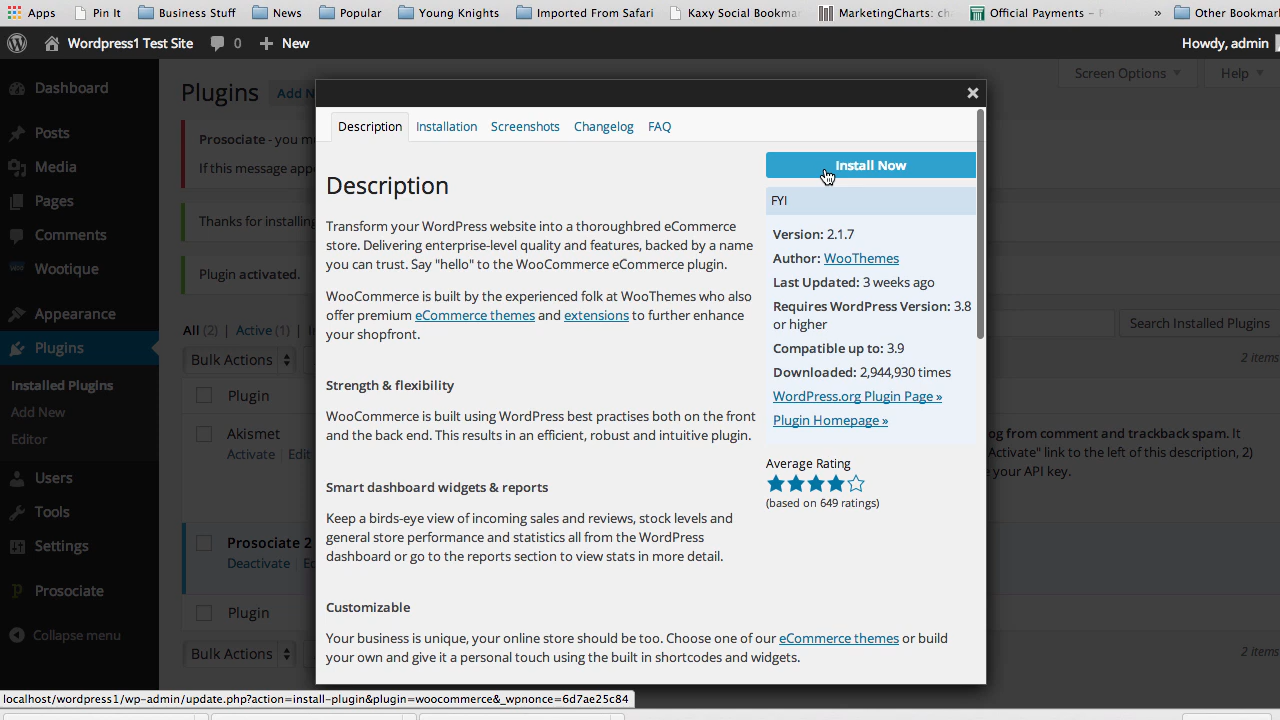 Apps Pin It Business Stuff News Popular Young Knights Imported From Safari Kaxy Social Bookma MarketingCharts: ch Official Payments – P » Other Bookmar
Wordpress1 Test Site 0 New Howdy, admin
Dashboard
Posts
Media
Pages
Comments
Wootique
Appearance
Plugins
Installed Plugins
Add New
Editor
Users
Tools
Settings
Prosociate
Collapse menu
Screen Options Help
Plugins Add N
Prosociate - you m
If this message appe
Thanks for installing
Plugin activated.
All (2) | Active (1) | I
Search Installed Plugins
Bulk Actions
2 items
Plugin
Akismet
Activate Edit
og from comment and trackback spam. It
Activate" link to the left of this description, 2)
e your API key.
Prosociate 2
Deactivate Ed
Plugin
Bulk Actions
2 items
Description Installation Screenshots Changelog FAQ
Description
Transform your WordPress website into a thoroughbred eCommerce
store. Delivering enterprise-level quality and features, backed by a name
you can trust. Say "hello" to the WooCommerce eCommerce plugin.
WooCommerce is built by the experienced folk at WooThemes who also
offer premium eCommerce themes and extensions to further enhance
your shopfront.
Strength & flexibility
WooCommerce is built using WordPress best practises both on the front
and the back end. This results in an efficient, robust and intuitive plugin.
Smart dashboard widgets & reports
Keep a birds-eye view of incoming sales and reviews, stock levels and
general store performance and statistics all from the WordPress
dashboard or go to the reports section to view stats in more detail.
Customizable
Your business is unique, your online store should be too. Choose one of our eCommerce themes or build
your own and give it a personal touch using the built in shortcodes and widgets.
Install Now
FYI
Version: 2.1.7
Author: WooThemes
Last Updated: 3 weeks ago
Requires WordPress Version: 3.8
or higher
Compatible up to: 3.9
Downloaded: 2,944,930 times
WordPress.org Plugin Page »
Plugin Homepage »
Average Rating
(based on 649 ratings)
localhost/wordpress1/wp-admin/update.php?action=install-plugin&plugin=woocommerce&_wpnonce=6d7ae25c84